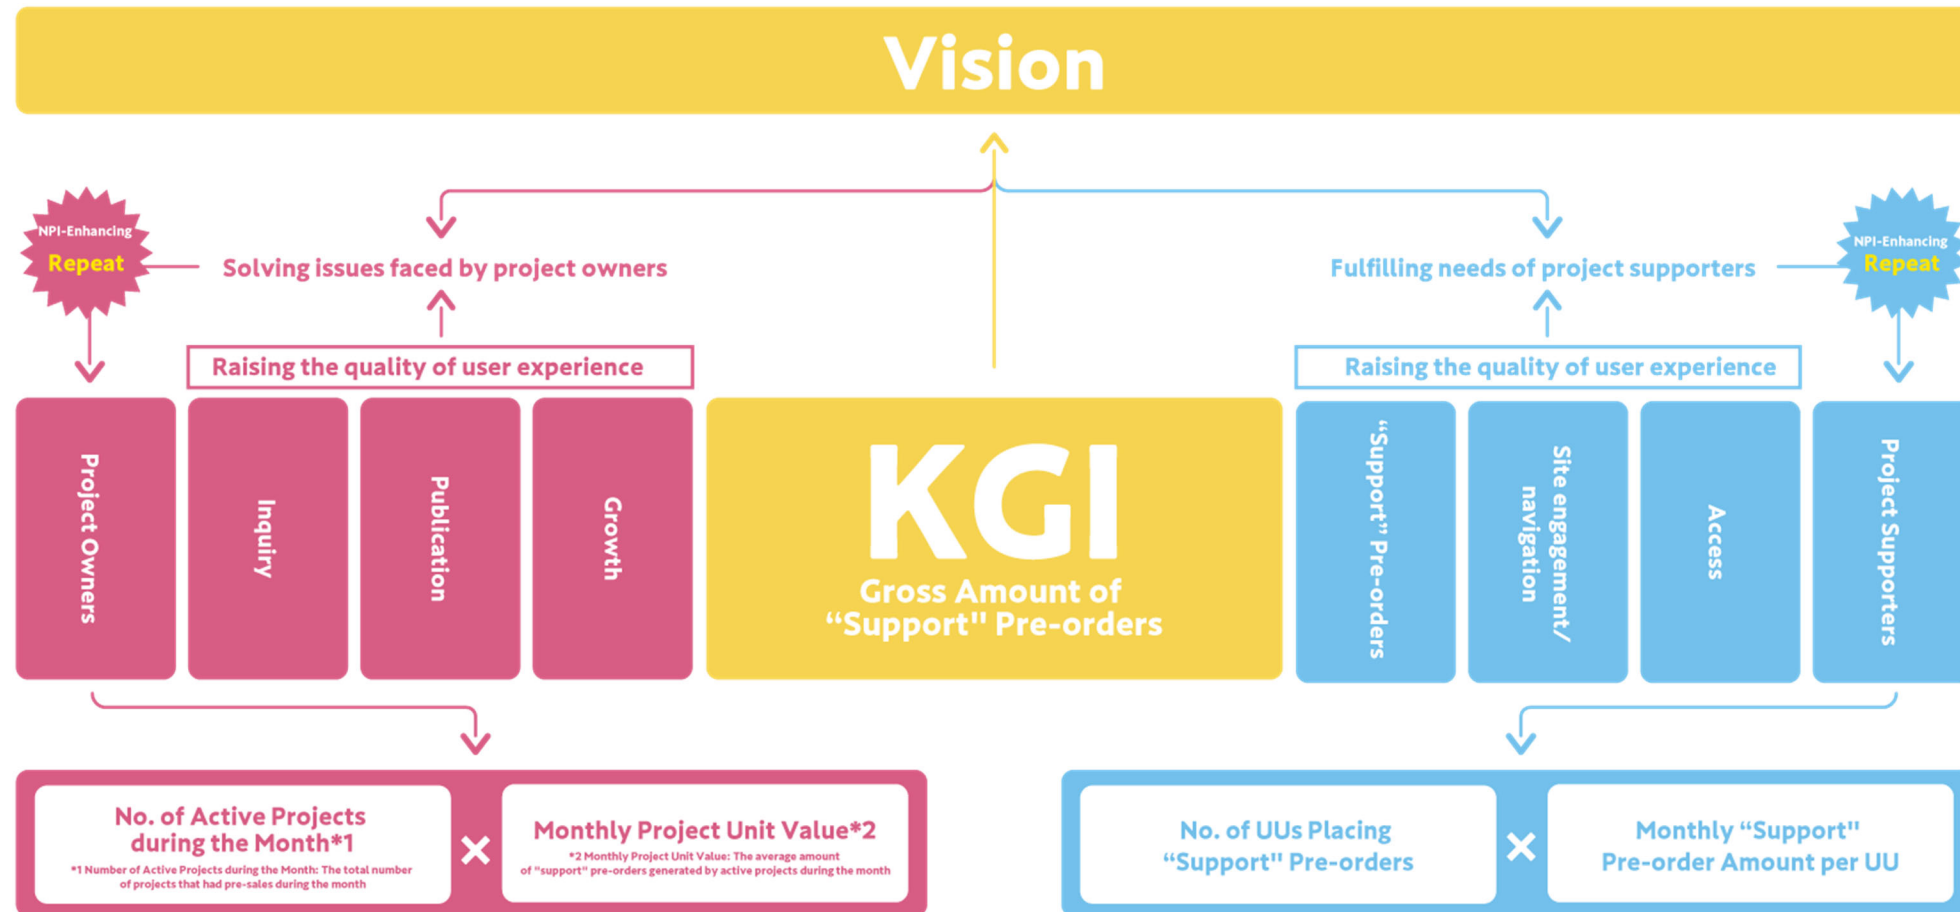 Vision
NPI-Enhancing
Repeat
Solving issues faced by project owners
Fulfilling needs of project supporters
NPI-Enhancing
Repeat
Raising the quality of user experience
Raising the quality of user experience
Project Owners
Inquiry
Publication
Growth
KGI
Gross Amount of
“Support" Pre-orders
“Support” Pre-orders
Site engagement/
navigation
Access
Project Supporters
No. of Active Projects
during the Month*1
*1 Number of Active Projects during the Month: The total number
of projects that had pre-sales during the month
×
Monthly Project Unit Value*2
*2 Monthly Project Unit Value: The average amount
of "support" pre-orders generated by active projects during the month
No. of UUs Placing
“Support" Pre-orders
×
Monthly “Support"
Pre-order Amount per UU